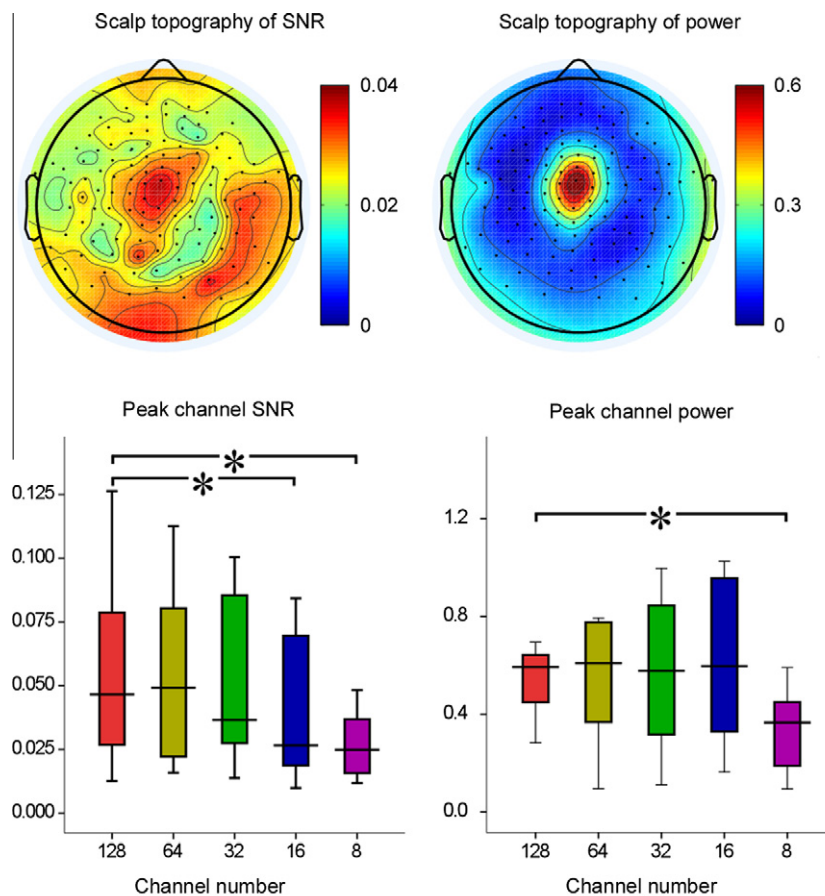 Scalp topography of SNR
Scalp topography of power
0.04
0.02
0
0.6
0.3
0
Peak channel SNR
Peak channel power
0.125
0.100
0.075
0.050
0.025
0.000
*
*
128 64 32 16 8
Channel number
1.2
0.8
0.4
0.0
*
128 64 32 16 8
Channel number